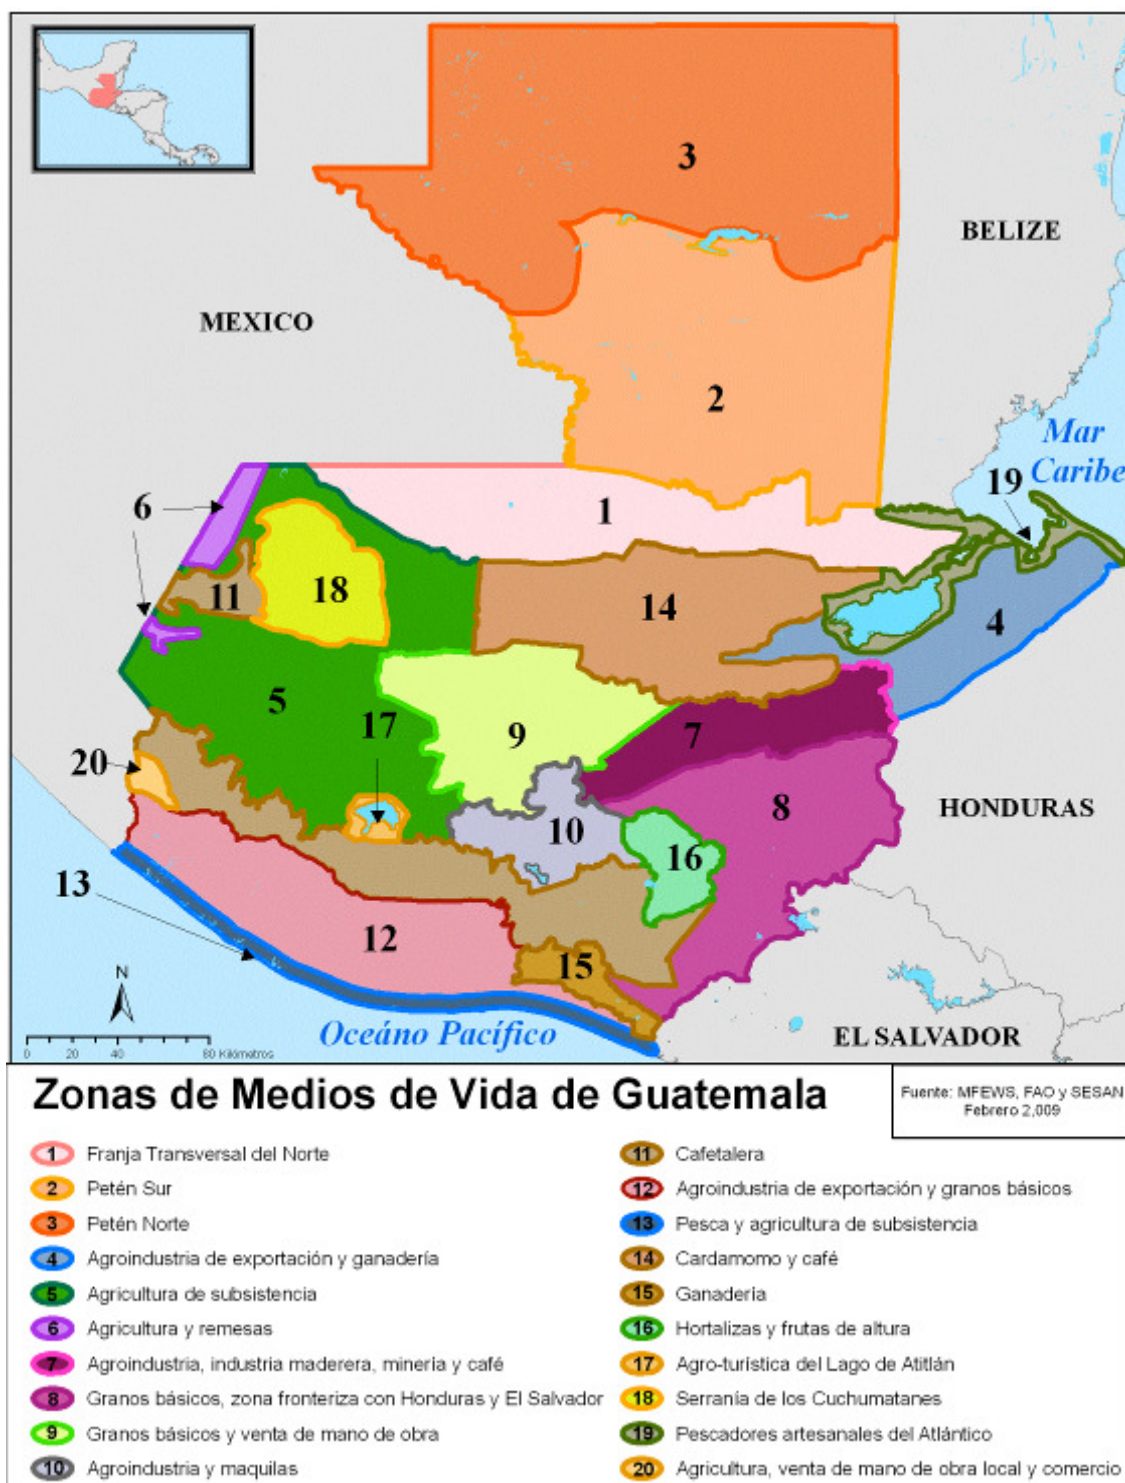 3
BELIZE
MEXICO
2
Mar
Caribe
19
6
1
11
18
14
4
5
17
9
7
20
8
HONDURAS
10
16
13
12
15
N
Oceáno Pacífico
EL SALVADOR
0 20 40 80 Kilómetros
Zonas de Medios de Vida de Guatemala
Fuente: MFEWS, FAO y SESAN
Febrero 2,009
1 Franja Transversal del Norte
2 Petén Sur
3 Petén Norte
4 Agroindustria de exportación y ganadería
5 Agricultura de subsistencia
6 Agricultura y remesas
7 Agroindustria, industria maderera, minería y café
8 Granos básicos, zona fronteriza con Honduras y El Salvador
9 Granos básicos y venta de mano de obra
10 Agroindustria y maquilas
11 Cafetalera
12 Agroindustria de exportación y granos básicos
13 Pesca y agricultura de subsistencia
14 Cardamomo y café
15 Ganadería
16 Hortalizas y frutas de altura
17 Agro-turística del Lago de Atitlán
18 Serranía de los Cuchumatanes
19 Pescadores artesanales del Atlántico
20 Agricultura, venta de mano de obra local y comercio